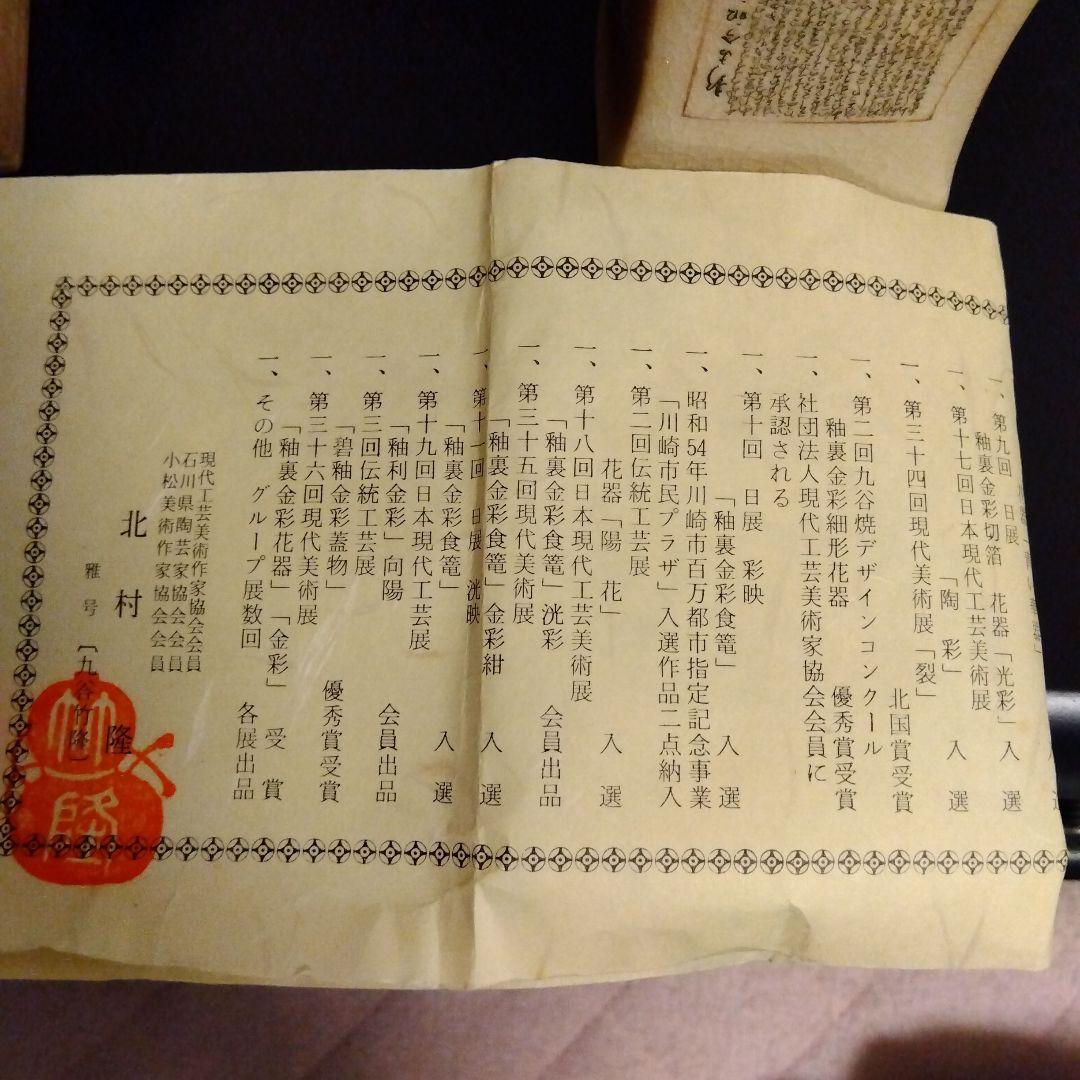 一、第九回　日展
釉裏金彩切箔　花器「光彩」入　選
一、第十七回日本現代工芸美術展
「陶　彩」　入　選
一、第三十四回現代美術展「裂」
北国賞受賞
一、第二回九谷焼デザインコンクール
釉裏金彩細形花器　優秀賞受賞
一、社団法人現代工芸美術家協会会員に
承認される
一、第十回　日展　彩映
「釉裏金彩食篭」　入　選
一、昭和54年川崎市百万都市指定記念事業
「川崎市民プラザ」入選作品二点納入
一、第二回伝統工芸展
花器「陽　花」　入　選
一、第十八回日本現代工芸美術展
「釉裏金彩食篭」洸彩　会員出品
一、第三十五回現代美術展
「釉裏金彩食篭」金彩紺　入　選
一、第十一回　日展　洸映
「釉裏金彩食篭」　入　選
一、第十九回日本現代工芸展
「釉利金彩」向陽　会員出品
一、第三回伝統工芸展
「碧釉金彩蓋物」　優秀賞受賞
一、第三十六回現代美術展
「釉裏金彩花器」「金彩」　受　賞
一、その他　グループ展数回　各展出品
現代工芸美術作家協会会員
石川県陶芸家協会会員
小松美術作家協会会員
北村　隆
雅号〔九谷竹隆〕